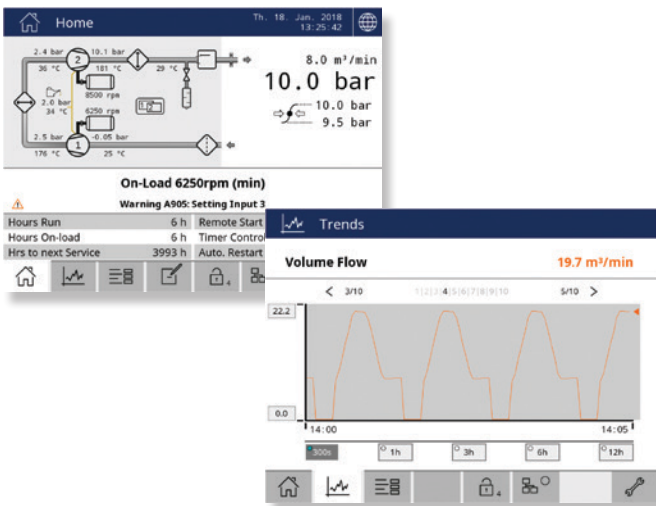 Home
Th. 18. Jan. 2018
13:25:42
2.4 bar
10.1 bar
2
36 °C
181 °C
29 °C
8500 rpm
2.0 bar
34 °C
6250 rpm
2.5 bar
-0.05 bar
1
176 °C
25 °C
8.0 m³/min
10.0 bar
10.0 bar
9.5 bar
On-Load 6250rpm (min)
Warning A905: Setting Input 3
Hours Run 6 h Remote Start
Hours On-load 6 h Timer Control
Hrs to next Service 3993 h Auto. Restart
4
Trends
Volume Flow 19.7 m³/min
< 3/10 1|2|3|4|5|6|7|8|9|10 5/10 >
22.2
0.0
14:00 14:05
300s 1h 3h 6h 12h
4